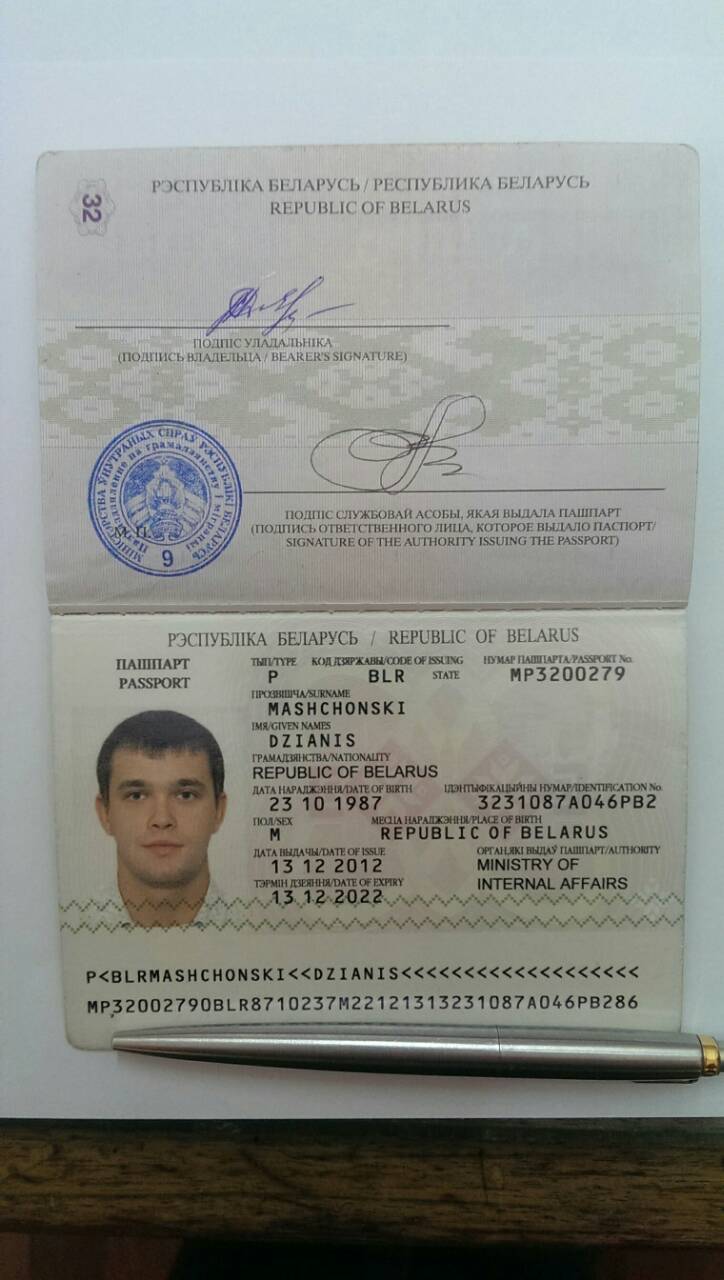 32
РЭСПУБЛІКА БЕЛАРУСЬ / РЕСПУБЛИКА БЕЛАРУСЬ
REPUBLIC OF BELARUS
ПОДПІС УЛАДАЛЬНІКА
(ПОДПИСЬ ВЛАДЕЛЬЦА / BEARER'S SIGNATURE)
МІНІСТЭРСТВА ЎНУТРАНЫХ СПРАЎ РЭСПУБЛІКІ БЕЛАРУСЬ
па грамадзянству і міграцыі
М. П.
9
ПОДПІС СЛУЖБОВАЙ АСОБЫ, ЯКАЯ ВЫДАЛА ПАШПАРТ
(ПОДПИСЬ ОТВЕТСТВЕННОГО ЛИЦА, КОТОРОЕ ВЫДАЛО ПАСПОРТ/
SIGNATURE OF THE AUTHORITY ISSUING THE PASSPORT)
РЭСПУБЛІКА БЕЛАРУСЬ / REPUBLIC OF BELARUS
ПАШПАРТ
PASSPORT
ТЫП/TYPE КОД ДЗЯРЖАВЫ/CODE OF ISSUING STATE НУМАР ПАШПАРТА/PASSPORT No.
P BLR MP3200279
ПРОЗВІШЧА/SURNAME
MASHCHONSKI
ІМЯ/GIVEN NAMES
DZIANIS
ГРАМАДЗЯНСТВА/NATIONALITY
REPUBLIC OF BELARUS
ДАТА НАРАДЖЭННЯ/DATE OF BIRTH ІДЭНТЫФІКАЦЫЙНЫ НУМАР/IDENTIFICATION No.
23 10 1987 3231087A046PB2
ПОЛ/SEX МЕСЦА НАРАДЖЭННЯ/PLACE OF BIRTH
M REPUBLIC OF BELARUS
ДАТА ВЫДАЧЫ/DATE OF ISSUE ОРГАН, ЯКІ ВЫДАЎ ПАШПАРТ/AUTHORITY
13 12 2012 MINISTRY OF
ТЭРМІН ДЗЕЯННЯ/DATE OF EXPIRY INTERNAL AFFAIRS
13 12 2022
P<BLRMASHCHONSKI<<DZIANIS<<<<<<<<<<<<<<<<<<<
MP32002790BLR8710237M22121313231087A046PB286